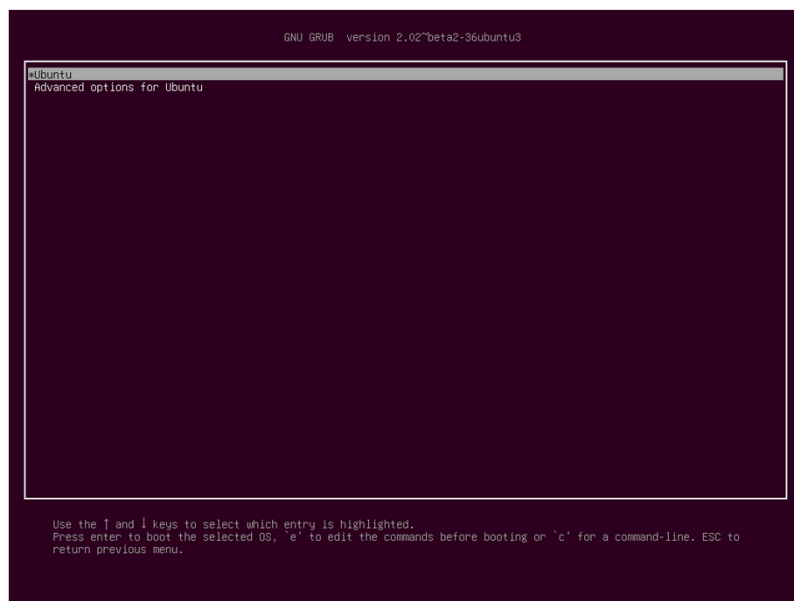 GNU GRUB  version 2.02~beta2-36ubuntu3
*Ubuntu
Advanced options for Ubuntu
Use the ↑ and ↓ keys to select which entry is highlighted.
Press enter to boot the selected OS, `e' to edit the commands before booting or `c' for a command-line. ESC to
return previous menu.